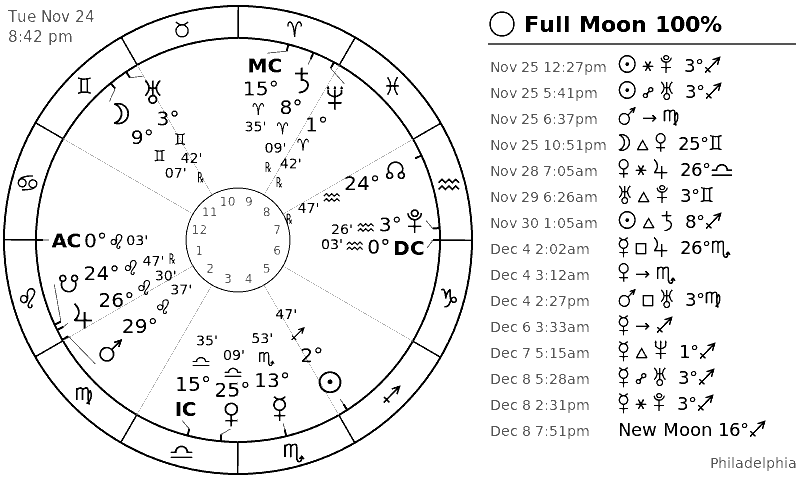 Tue Nov 24
8:42 pm
Full Moon 100%
Nov 25 12:27pm ☉ ⚹ ⯓ 3°♐
Nov 25 5:41pm ☉ ☍ ♅ 3°♐
Nov 25 6:37pm ♂ → ♍
Nov 25 10:51pm ☽ △ ♀ 25°♊
Nov 28 7:05am ♀ ⚹ ♃ 26°♎
Nov 29 6:26am ♅ △ ⯓ 3°♊
Nov 30 1:05am ☉ △ ♄ 8°♐
Dec 4 2:02am ☿ □ ♃ 26°♏
Dec 4 3:12am ♀ → ♏
Dec 4 2:27pm ♂ □ ♅ 3°♍
Dec 6 3:33am ☿ → ♐
Dec 7 5:15am ☿ △ ♆ 1°♐
Dec 8 5:28am ☿ ☍ ♅ 3°♐
Dec 8 2:31pm ☿ ⚹ ⯓ 3°♐
Dec 8 7:51pm New Moon 16°♐
Philadelphia
♉ ♈
♊ ♓
♋ ♒
♌ ♑
♍ ♐
♎ ♏
MC 15° ♈ 35'
♄ 8° ♈ 09' ℞
♆ 1° ♈ 42' ℞
♅ 3° ♊ 42' ℞
☽ 9° ♊ 07'
☊ 24° ♒ 47' ℞
⯓ 3° ♒ 26'
DC 0° ♒ 03'
AC 0° ♌ 03'
☋ 24° ♌ 47' ℞
♃ 26° ♌ 30'
♂ 29° ♌ 37'
IC 15° ♎ 35'
♀ 25° ♎ 09'
☿ 13° ♏ 53'
☉ 2° ♐ 47'
10 9
11 8
12 7
1 6
2 5
3 4